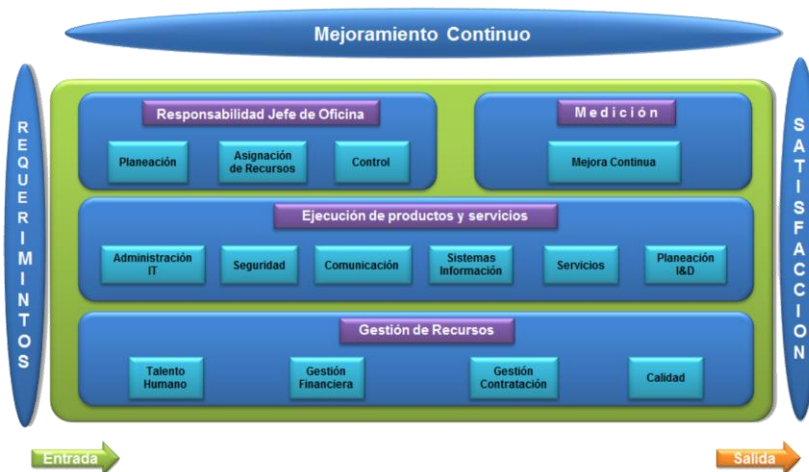 Mejoramiento Continuo
REQUERIMINTOS
Responsabilidad Jefe de Oficina
Planeación
Asignación
de Recursos
Control
Medición
Mejora Continua
Ejecución de productos y servicios
Administración
IT
Seguridad
Comunicación
Sistemas
Información
Servicios
Planeación
I&D
Gestión de Recursos
Talento
Humano
Gestión
Financiera
Gestión
Contratación
Calidad
SATISFACCION
Entrada
Salida